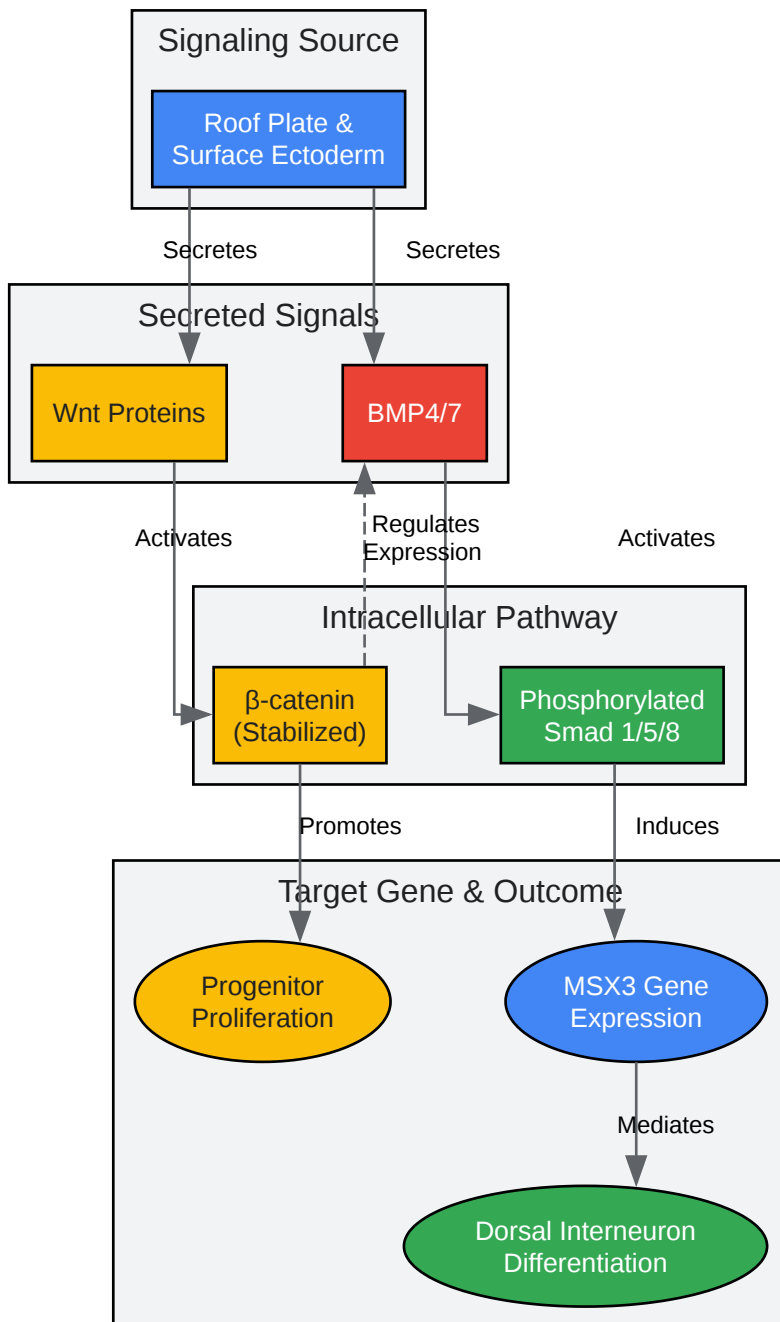 Signaling Source
Roof Plate &
Surface Ectoderm
Secretes
Secretes
Secreted Signals
Wnt Proteins
BMP4/7
Activates
Regulates
Expression
Activates
Intracellular Pathway
β-catenin
(Stabilized)
Phosphorylated
Smad 1/5/8
Promotes
Induces
Target Gene & Outcome
Progenitor
Proliferation
MSX3 Gene
Expression
Mediates
Dorsal Interneuron
Differentiation